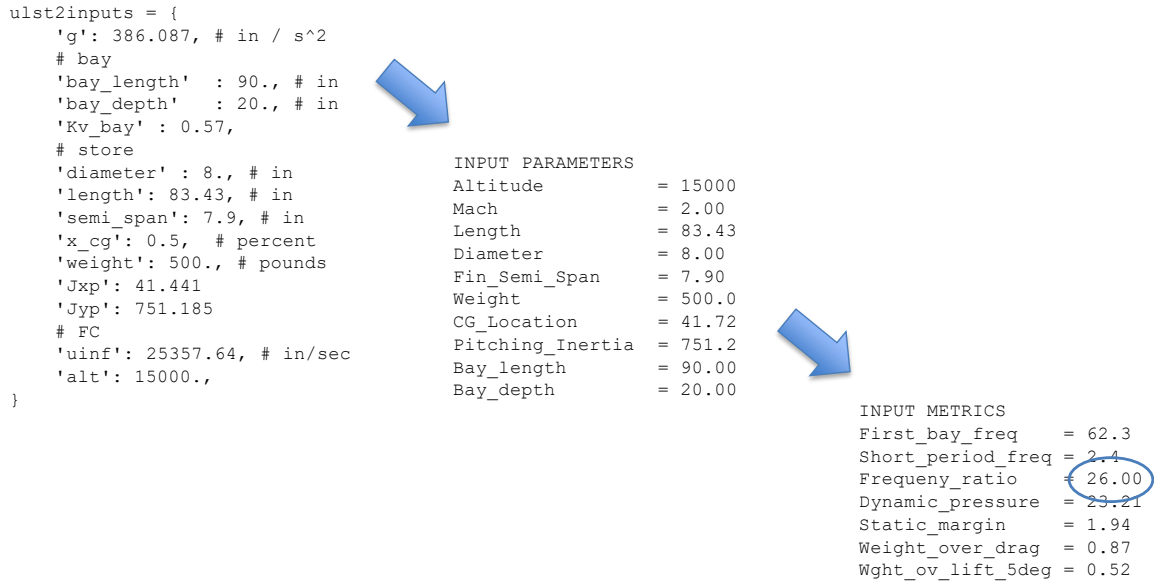 ulst2inputs = {
    'g': 386.087, # in / s^2
    # bay
    'bay_length'  : 90., # in
    'bay_depth'   : 20., # in
    'Kv_bay' : 0.57,
    # store
    'diameter' : 8., # in
    'length': 83.43, # in
    'semi_span': 7.9, # in
    'x_cg': 0.5,  # percent
    'weight': 500., # pounds
    'Jxp': 41.441
    'Jyp': 751.185
    # FC
    'uinf': 25357.64, # in/sec
    'alt': 15000.,
}
INPUT PARAMETERS
Altitude          = 15000
Mach              = 2.00
Length            = 83.43
Diameter          = 8.00
Fin_Semi_Span     = 7.90
Weight            = 500.0
CG_Location       = 41.72
Pitching_Inertia  = 751.2
Bay_length        = 90.00
Bay_depth         = 20.00
INPUT METRICS
First_bay_freq    = 62.3
Short_period_freq = 2.4
Frequeny_ratio    = 26.00
Dynamic_pressure  = 23.21
Static_margin     = 1.94
Weight_over_drag  = 0.87
Wght_ov_lift_5deg = 0.52